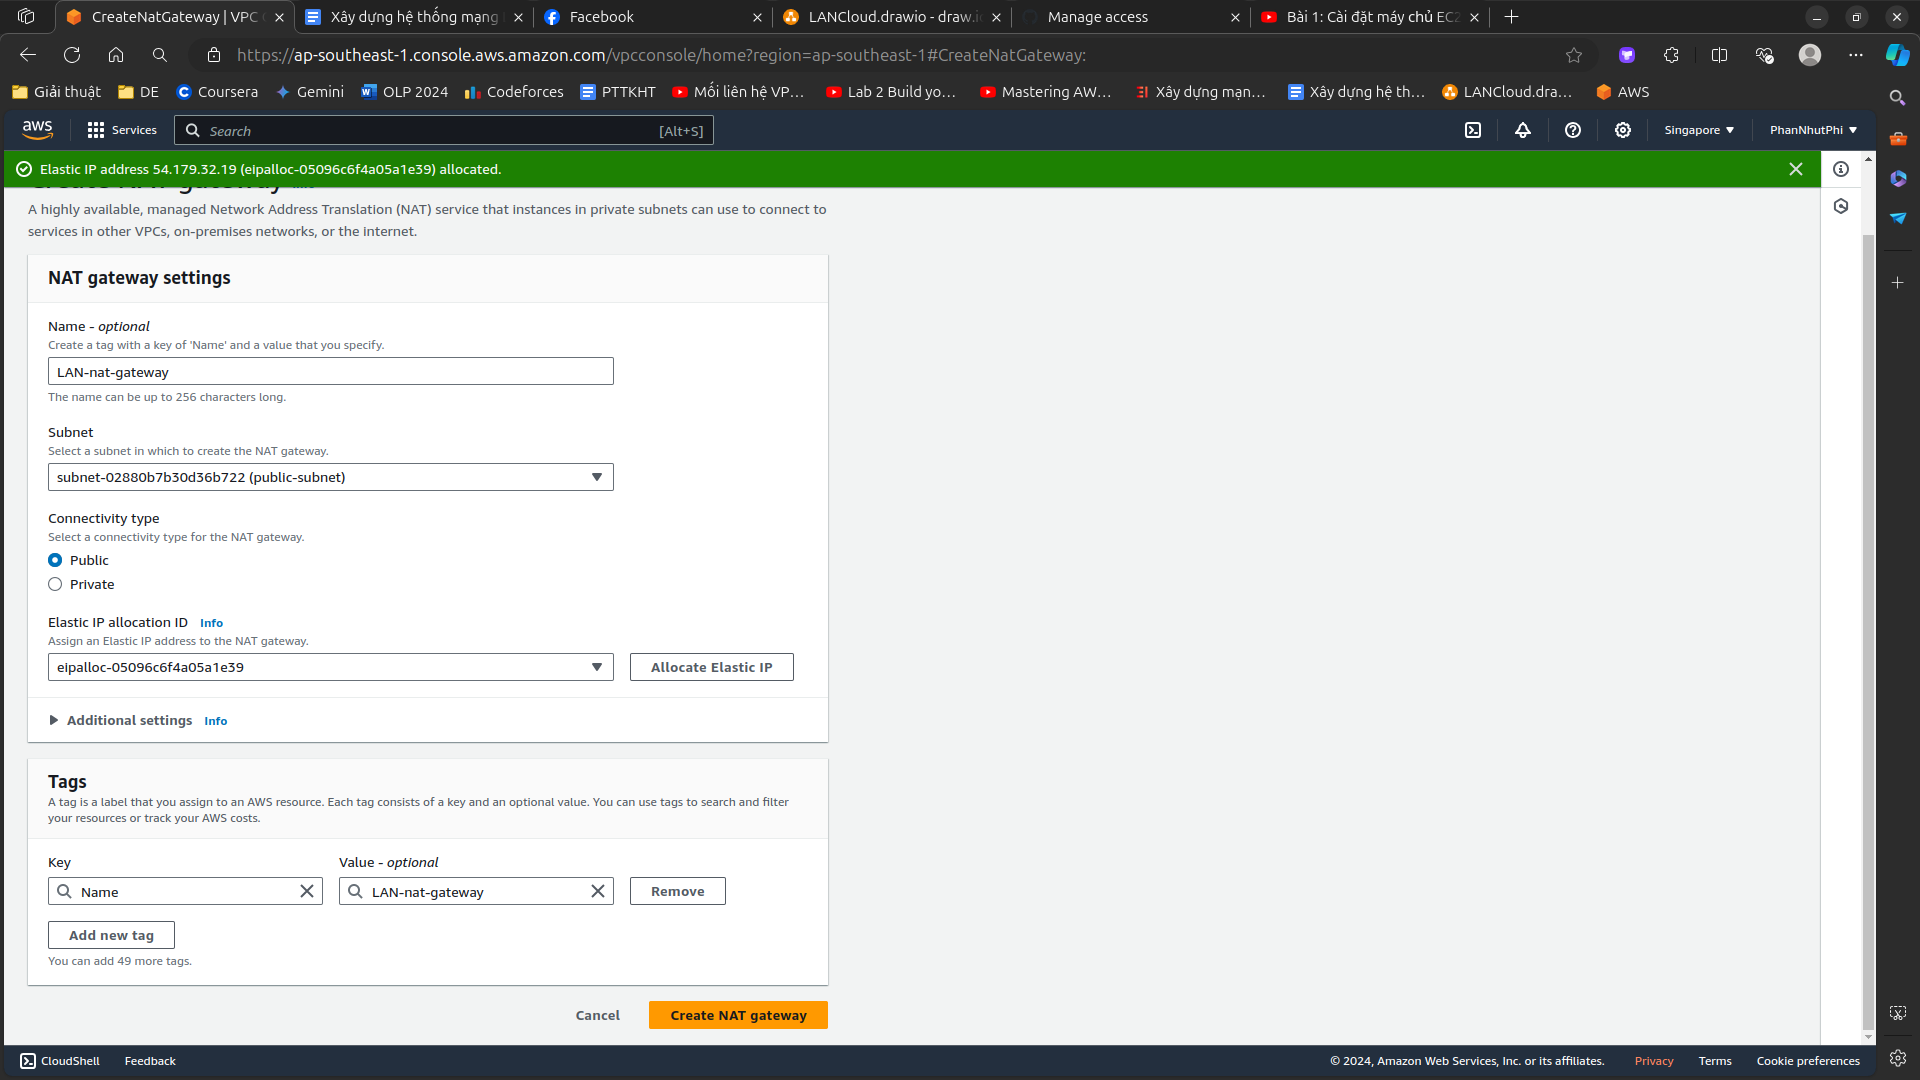 CreateNatGateway | VPC
Xây dựng hệ thống mạng
Facebook
LANCloud.drawio - draw.i
Manage access
Bài 1: Cài đặt máy chủ EC2
https://ap-southeast-1.console.aws.amazon.com/vpcconsole/home?region=ap-southeast-1#CreateNatGateway:
Giải thuật
DE
Coursera
Gemini
OLP 2024
Codeforces
PTTKHT
Mối liên hệ VP...
Lab 2 Build yo...
Mastering AW...
Xây dựng mạn...
Xây dựng hệ th...
LANCloud.dra...
AWS
aws
Services
Search
[Alt+S]
Singapore
PhanNhutPhi
Elastic IP address 54.179.32.19 (eipalloc-05096c6f4a05a1e39) allocated.
A highly available, managed Network Address Translation (NAT) service that instances in private subnets can use to connect to
services in other VPCs, on-premises networks, or the internet.
NAT gateway settings
Name - optional
Create a tag with a key of 'Name' and a value that you specify.
LAN-nat-gateway
The name can be up to 256 characters long.
Subnet
Select a subnet in which to create the NAT gateway.
subnet-02880b7b30d36b722 (public-subnet)
Connectivity type
Select a connectivity type for the NAT gateway.
Public
Private
Elastic IP allocation ID Info
Assign an Elastic IP address to the NAT gateway.
eipalloc-05096c6f4a05a1e39
Allocate Elastic IP
Additional settings Info
Tags
A tag is a label that you assign to an AWS resource. Each tag consists of a key and an optional value. You can use tags to search and filter
your resources or track your AWS costs.
Key
Value - optional
Name
LAN-nat-gateway
Remove
Add new tag
You can add 49 more tags.
Cancel
Create NAT gateway
CloudShell
Feedback
© 2024, Amazon Web Services, Inc. or its affiliates.
Privacy
Terms
Cookie preferences